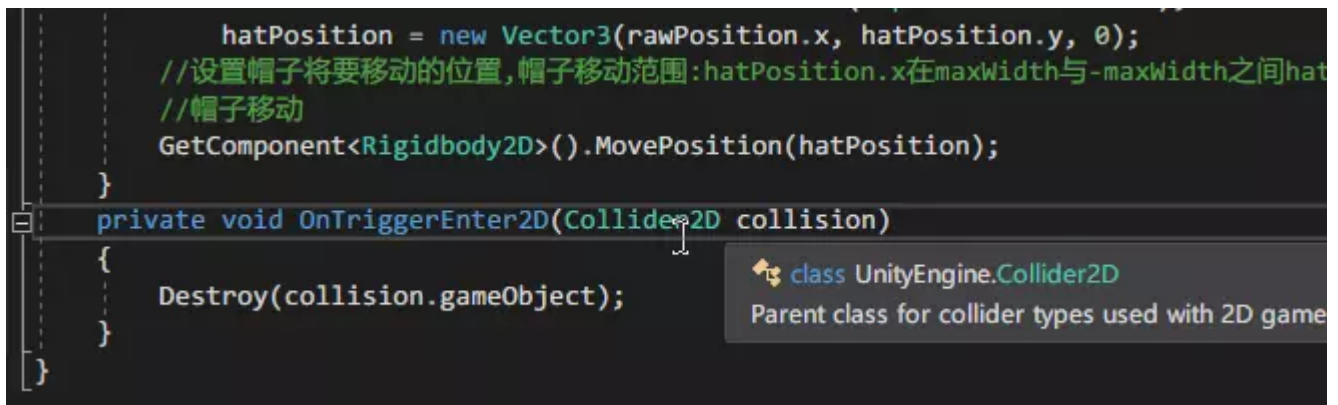 hatPosition = new Vector3(rawPosition.x, hatPosition.y, 0);
//设置帽子将要移动的位置,帽子移动范围:hatPosition.x在maxWidth与-maxWidth之间hat
//帽子移动
GetComponent<Rigidbody2D>().MovePosition(hatPosition);
}
private void OnTriggerEnter2D(Collider2D collision)
{
class UnityEngine.Collider2D
Destroy(collision.gameObject);
Parent class for collider types used with 2D game
}
}